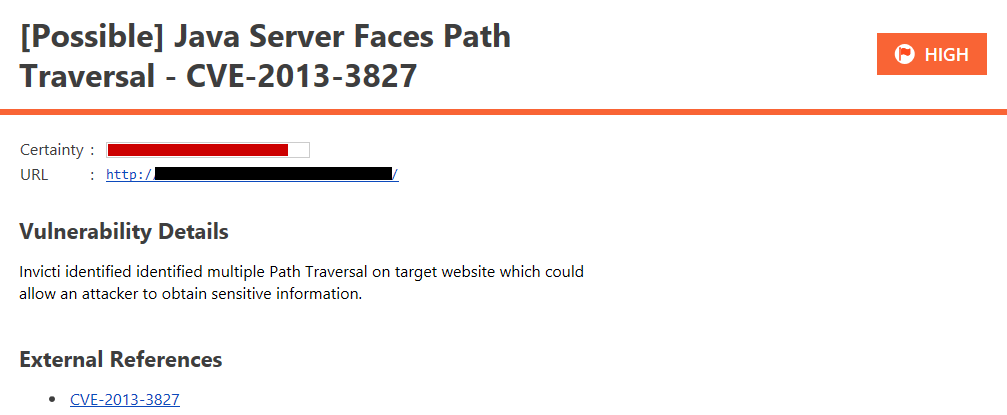 [Possible] Java Server Faces Path
Traversal - CVE-2013-3827
HIGH
Certainty :
URL : http:/ /
Vulnerability Details
Invicti identified identified multiple Path Traversal on target website which could
allow an attacker to obtain sensitive information.
External References
• CVE-2013-3827